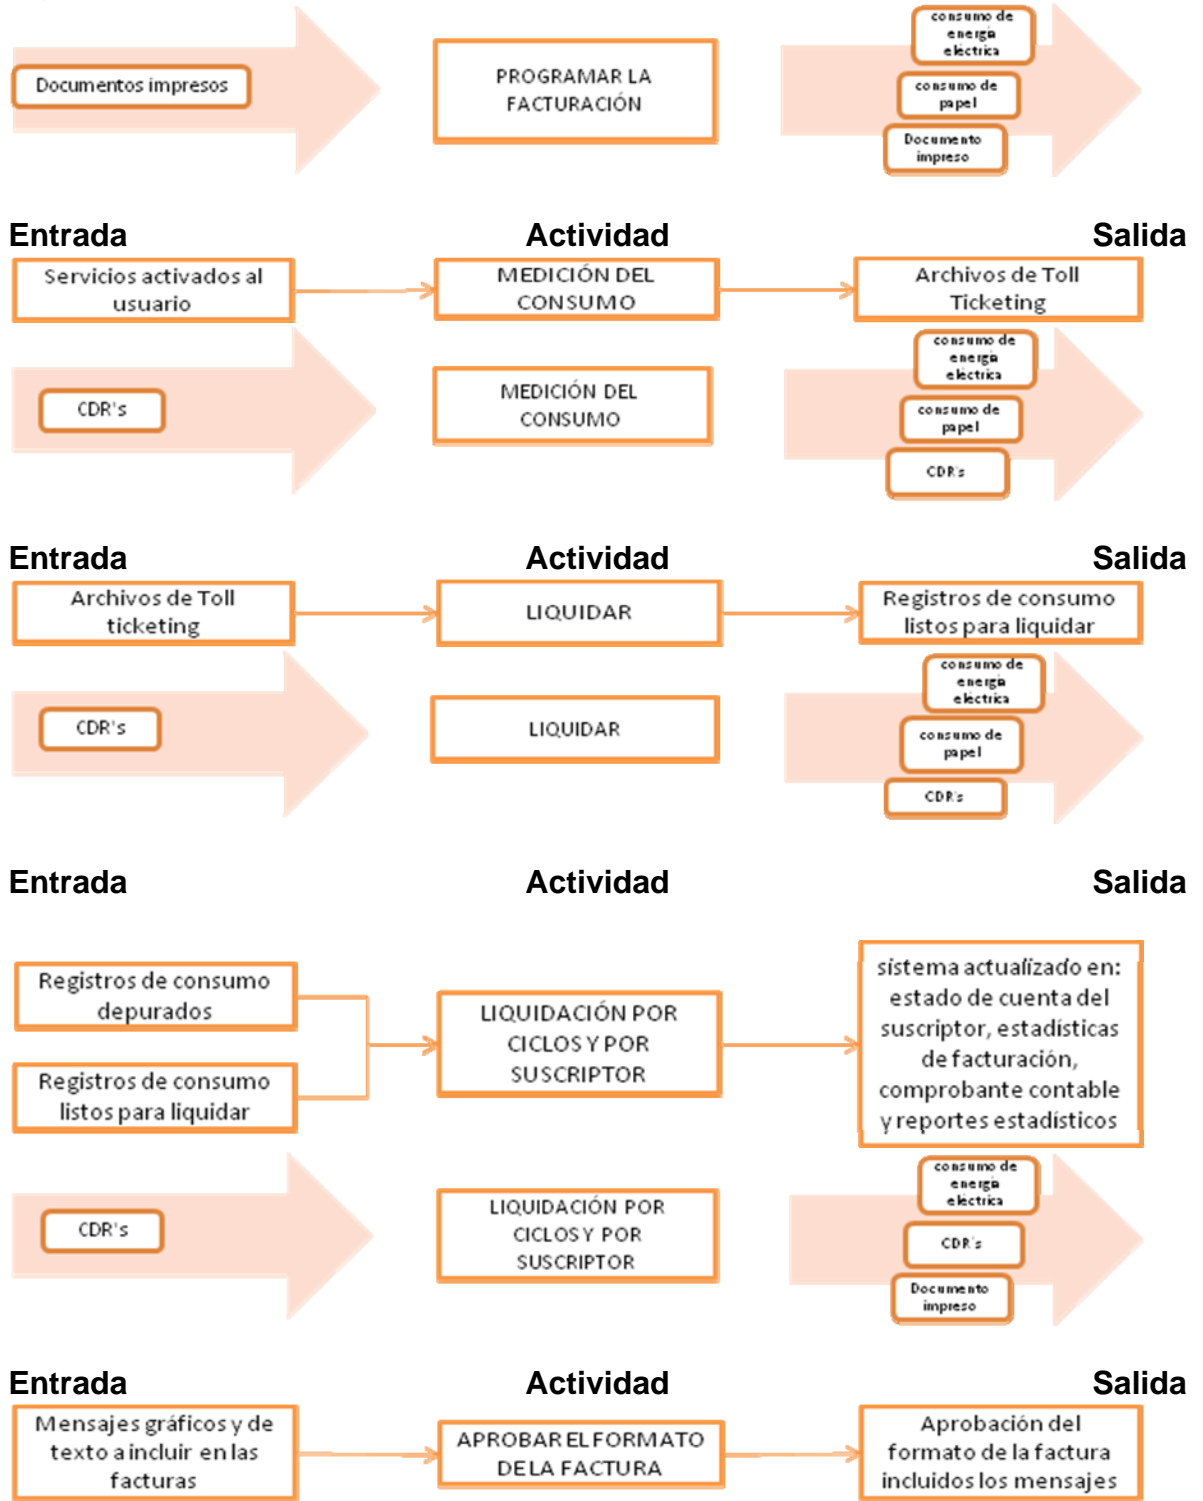 Documentos impresos
PROGRAMAR LA
FACTURACIÓN
consumo de
energía
eléctrica
consumo de
papel
Documento
impreso
Entrada
Actividad
Salida
Servicios activados al
usuario
MEDICIÓN DEL
CONSUMO
Archivos de Toll
Ticketing
CDR's
MEDICIÓN DEL
CONSUMO
consumo de
energía
eléctrica
consumo de
papel
CDR's
Entrada
Actividad
Salida
Archivos de Toll
ticketing
LIQUIDAR
Registros de consumo
listos para liquidar
CDR's
LIQUIDAR
consumo de
energía
eléctrica
consumo de
papel
CDR's
Entrada
Actividad
Salida
Registros de consumo
depurados
Registros de consumo
listos para liquidar
LIQUIDACIÓN POR
CICLOS Y POR
SUSCRIPTOR
sistema actualizado en:
estado de cuenta del
suscriptor, estadísticas
de facturación,
comprobante contable
y reportes estadísticos
CDR's
LIQUIDACIÓN POR
CICLOS Y POR
SUSCRIPTOR
consumo de
energía
eléctrica
CDR's
Documento
impreso
Entrada
Actividad
Salida
Mensajes gráficos y de
texto a incluir en las
facturas
APROBAR EL FORMATO
DE LA FACTURA
Aprobación del
formato de la factura
incluidos los mensajes